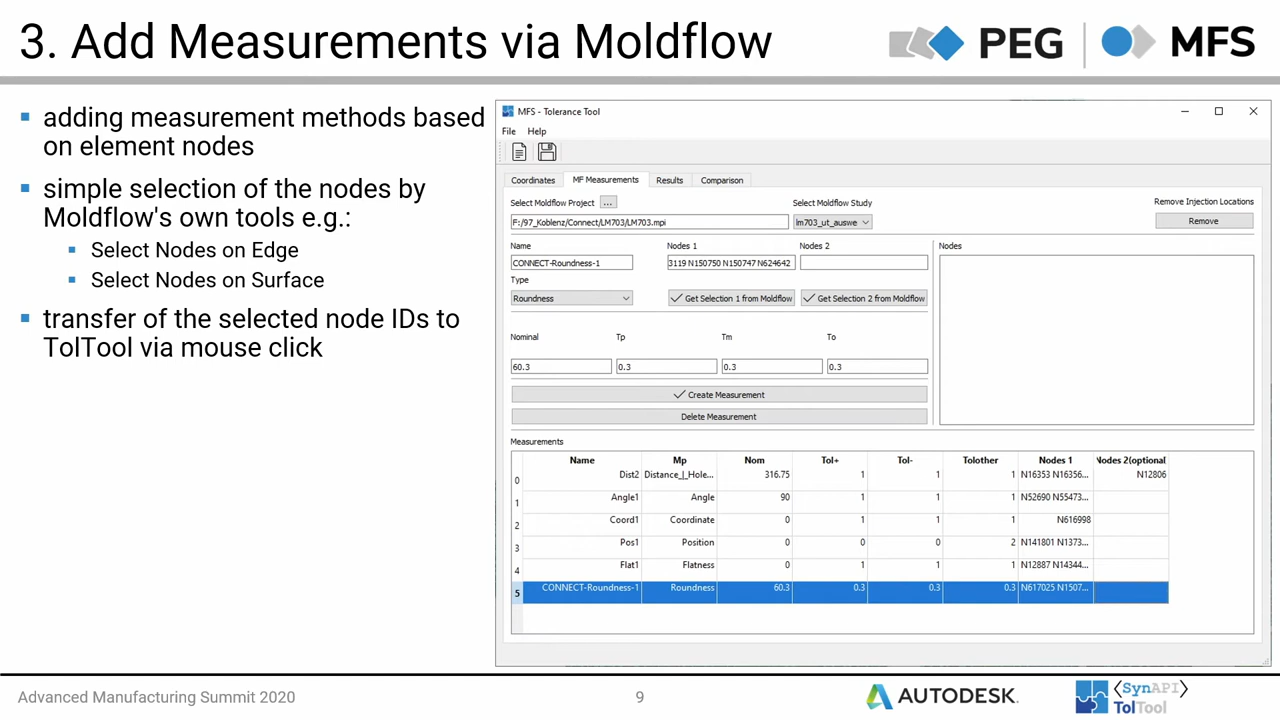 3. Add Measurements via Moldflow
PEG
MFS
adding measurement methods based
on element nodes
simple selection of the nodes by
Moldflow's own tools e.g.:
Select Nodes on Edge
Select Nodes on Surface
transfer of the selected node IDs to
TolTool via mouse click
MFS - Tolerance Tool
File Help
Coordinates MF Measurements Results Comparison
Select Moldflow Project ... Select Moldflow Study Remove Injection Locations
F:/97_Koblenz/Connect/LM703/LM703.mpi lm703_ut_auswe Remove
Name Nodes 1 Nodes 2 Nodes
CONNECT-Roundness-1 3119 N150750 N150747 N624642
Type
Roundness Get Selection 1 from Moldflow Get Selection 2 from Moldflow
Nominal Tp Tm To
60.3 0.3 0.3 0.3
Create Measurement
Delete Measurement
Measurements
Name Mp Nom Tol+ Tol- Tolother Nodes 1 Nodes 2(optional
0 Dist2 Distance_|_Hole... 316.75 1 1 1 N16353 N16356... N12806
1 Angle1 Angle 90 1 1 1 N52690 N55473...
2 Coord1 Coordinate 0 1 1 1 N616998
3 Pos1 Position 0 0 0 2 N141801 N1373...
4 Flat1 Flatness 0 1 1 1 N12887 N14344...
5 CONNECT-Roundness-1 Roundness 60.3 0.3 0.3 0.3 N617025 N1507...
Advanced Manufacturing Summit 2020
9
AUTODESK.
<SynAPI>
TolTool